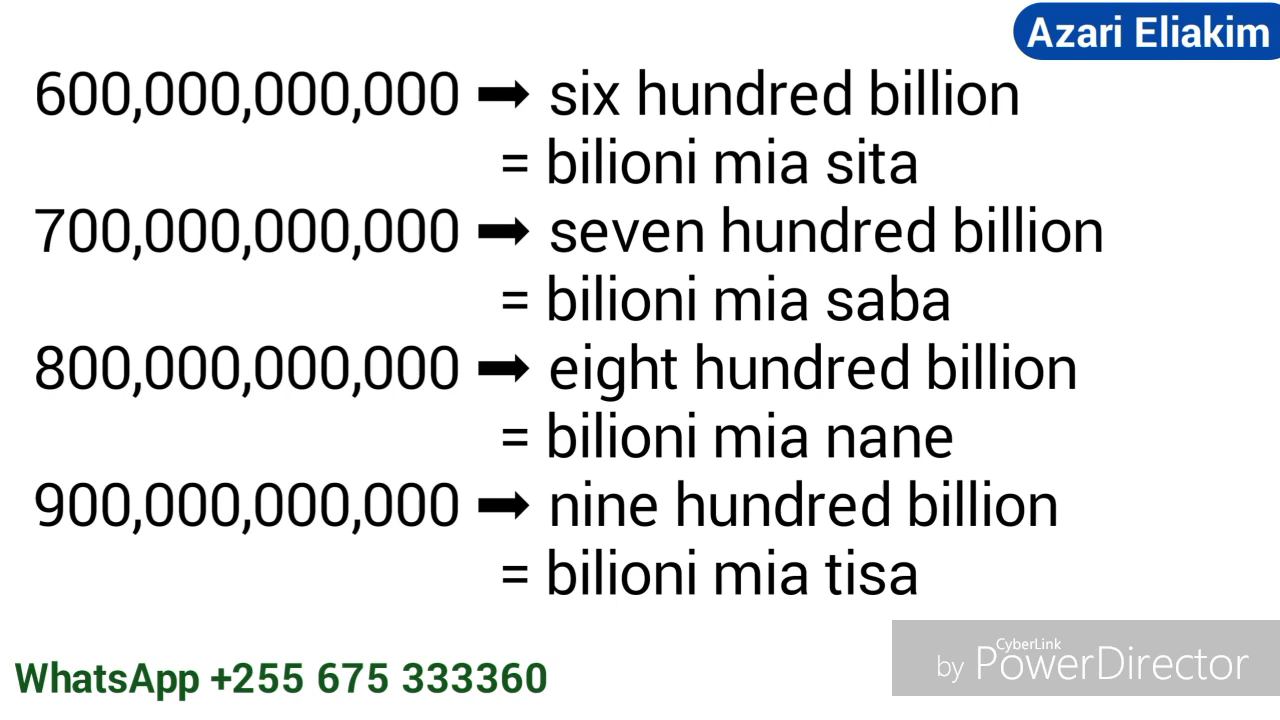 Azari Eliakim
600,000,000,000 ➡ six hundred billion
= bilioni mia sita
700,000,000,000 ➡ seven hundred billion
= bilioni mia saba
800,000,000,000 ➡ eight hundred billion
= bilioni mia nane
900,000,000,000 ➡ nine hundred billion
= bilioni mia tisa
WhatsApp +255 675 333360
CyberLink
by PowerDirector